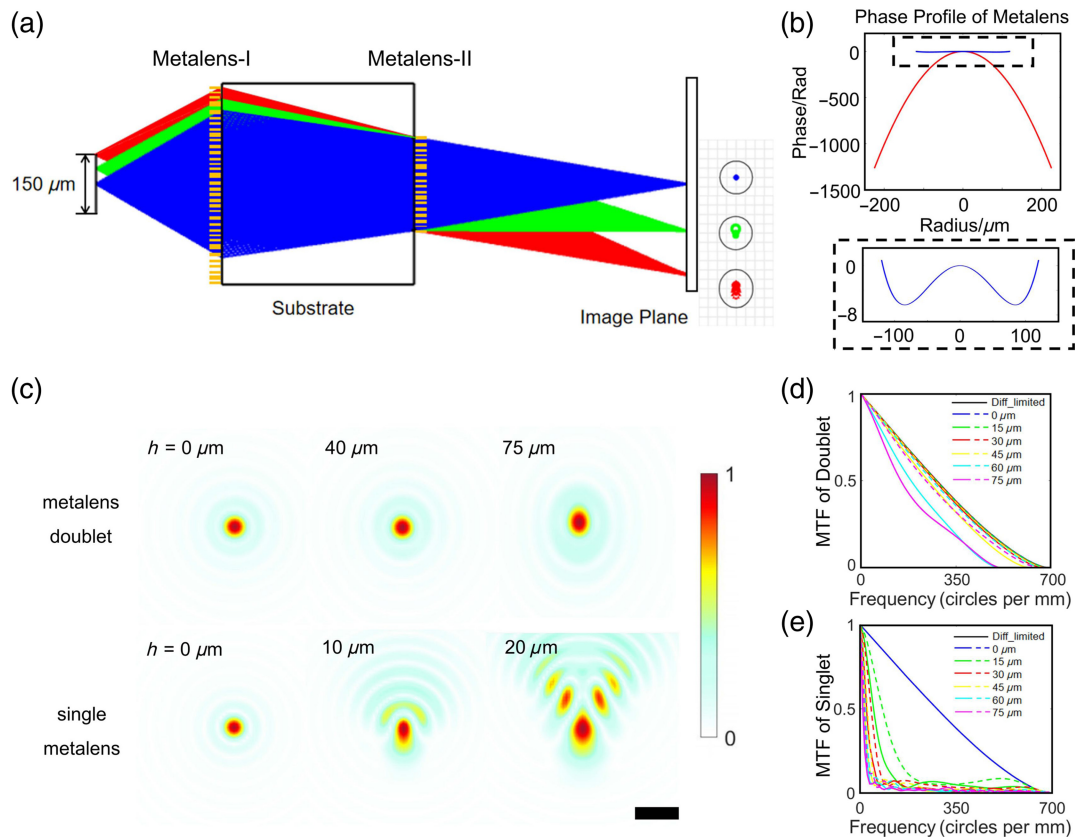 (a)
Metalens-I
Metalens-II
150 µm
Substrate
Image Plane
(b)
Phase Profile of Metalens
Phase/Rad
0
−500
−1000
−1500
−200
0
200
Radius/µm
0
−8
−100
0
100
(c)
h = 0 µm
40 µm
75 µm
metalens
doublet
h = 0 µm
10 µm
20 µm
single
metalens
1
0
(d)
MTF of Doublet
1
0.5
0
0
350
700
Frequency (circles per mm)
Diff_limited
0 µm
15 µm
30 µm
45 µm
60 µm
75 µm
(e)
MTF of Singlet
1
0.5
0
0
350
700
Frequency (circles per mm)
Diff_limited
0 µm
15 µm
30 µm
45 µm
60 µm
75 µm